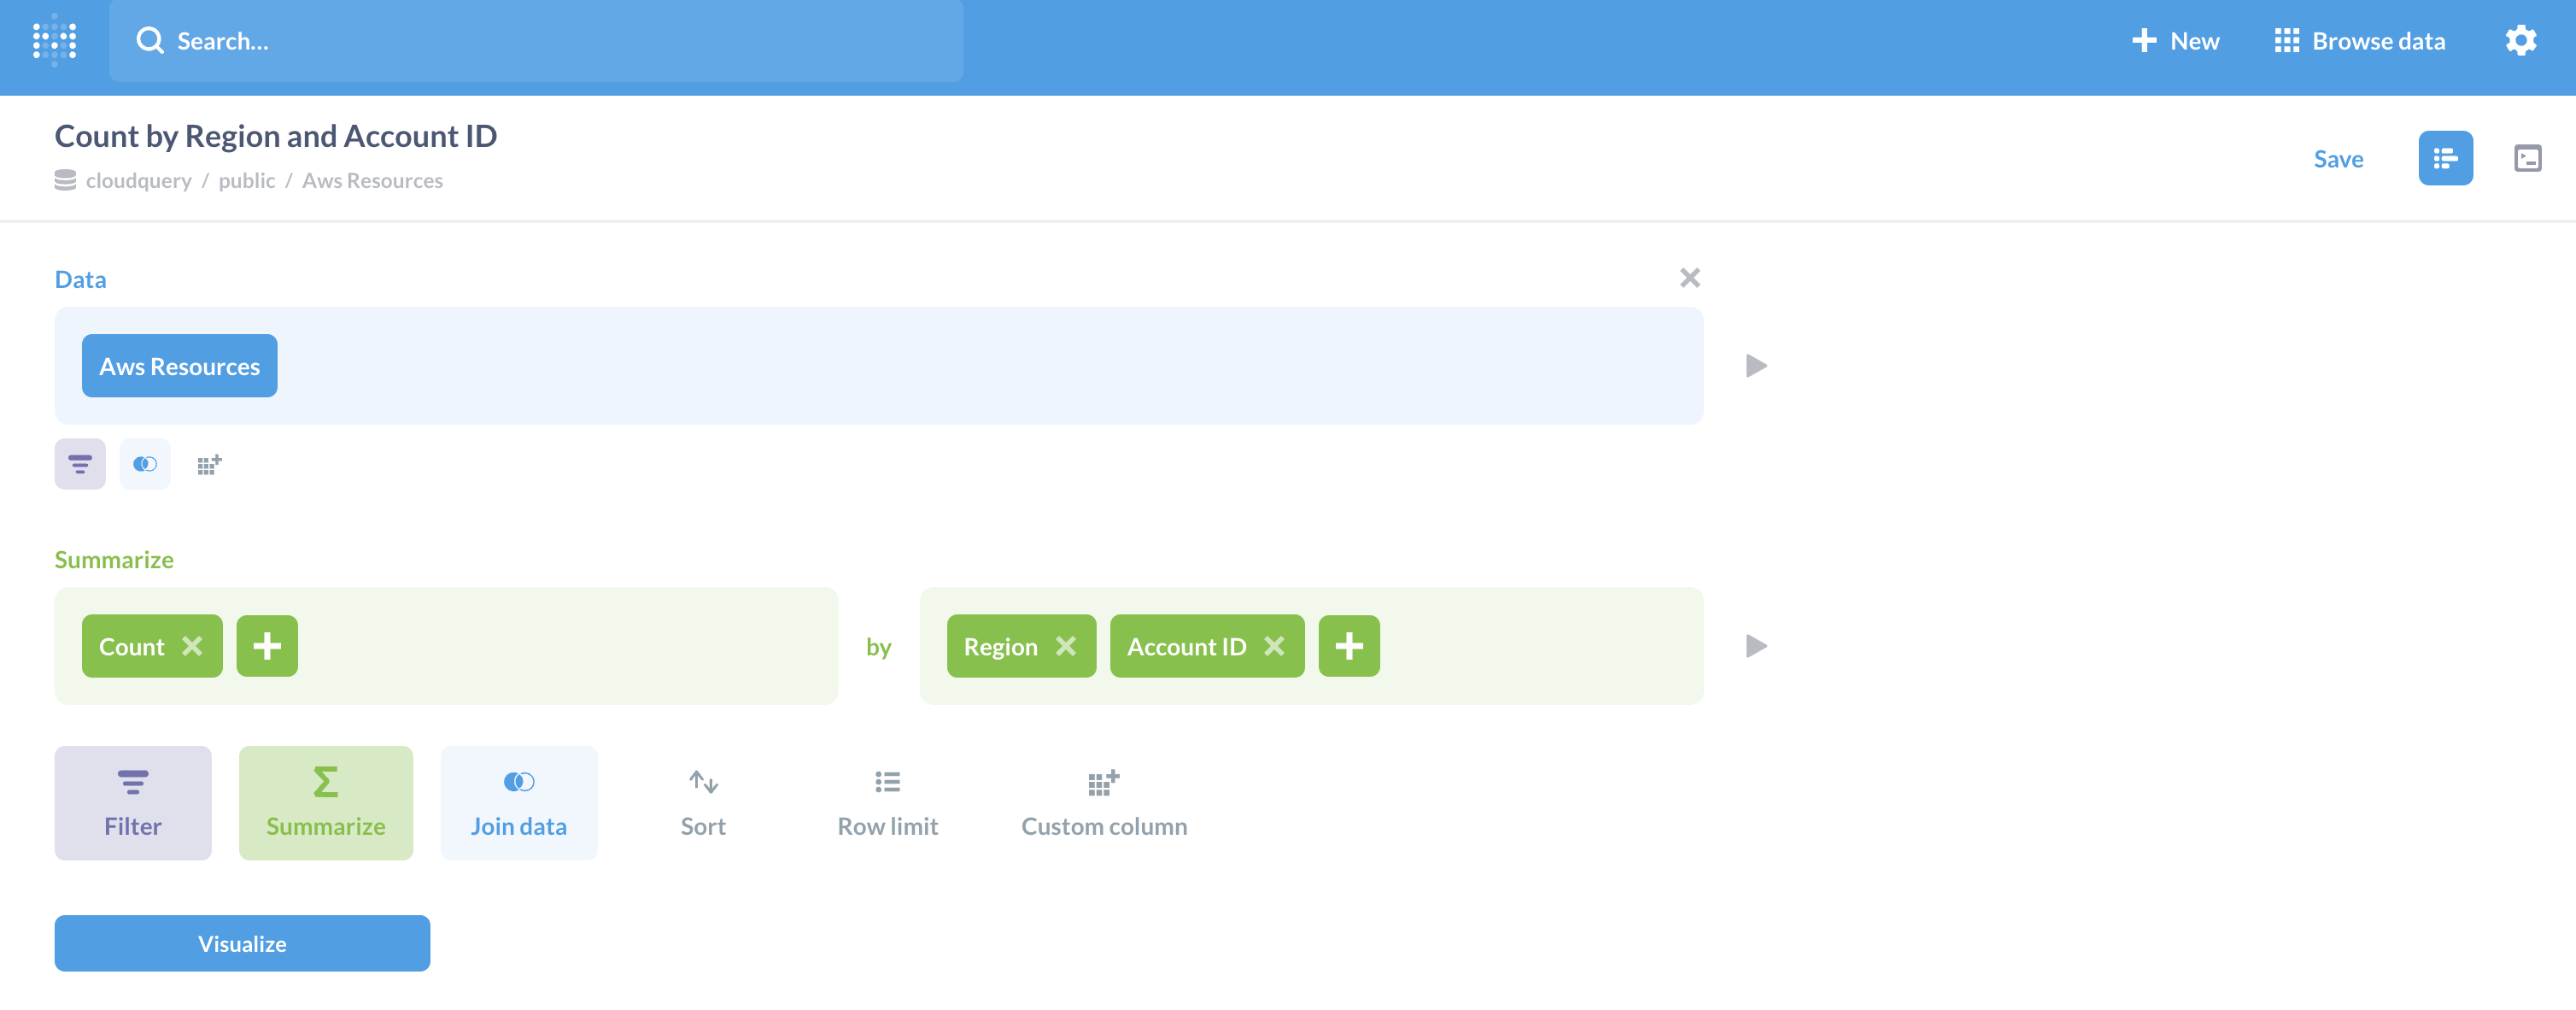 Search...
New
Browse data
Count by Region and Account ID
cloudquery / public / Aws Resources
Save
Data
Aws Resources
Summarize
Count
by
Region
Account ID
Filter
Summarize
Join data
Sort
Row limit
Custom column
Visualize